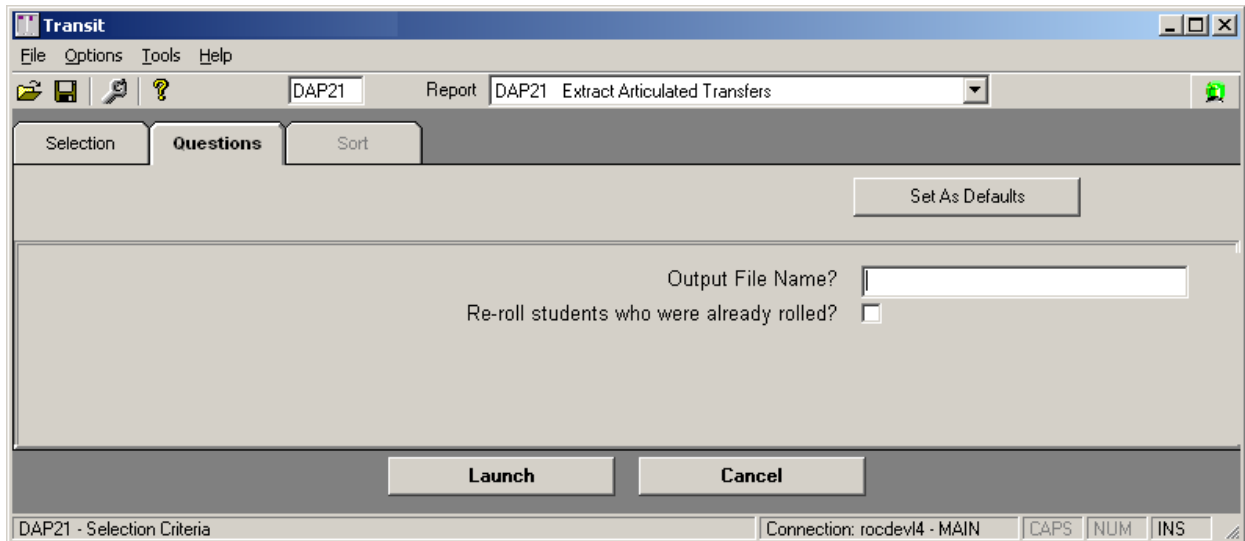 Transit
File Options Tools Help
DAP21 Report DAP21 Extract Articulated Transfers
Selection Questions Sort
Set As Defaults
Output File Name?
Re-roll students who were already rolled?
Launch Cancel
DAP21 - Selection Criteria Connection: rocdevl4 - MAIN CAPS NUM INS